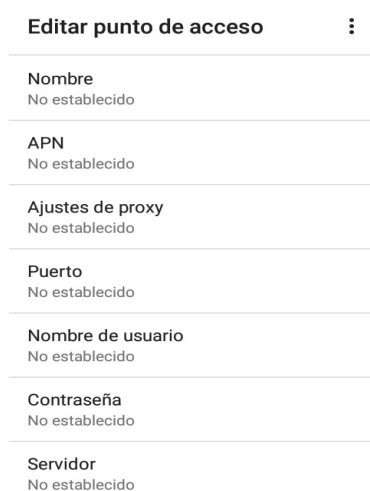 Editar punto de acceso
Nombre
No establecido
APN
No establecido
Ajustes de proxy
No establecido
Puerto
No establecido
Nombre de usuario
No establecido
Contraseña
No establecido
Servidor
No establecido